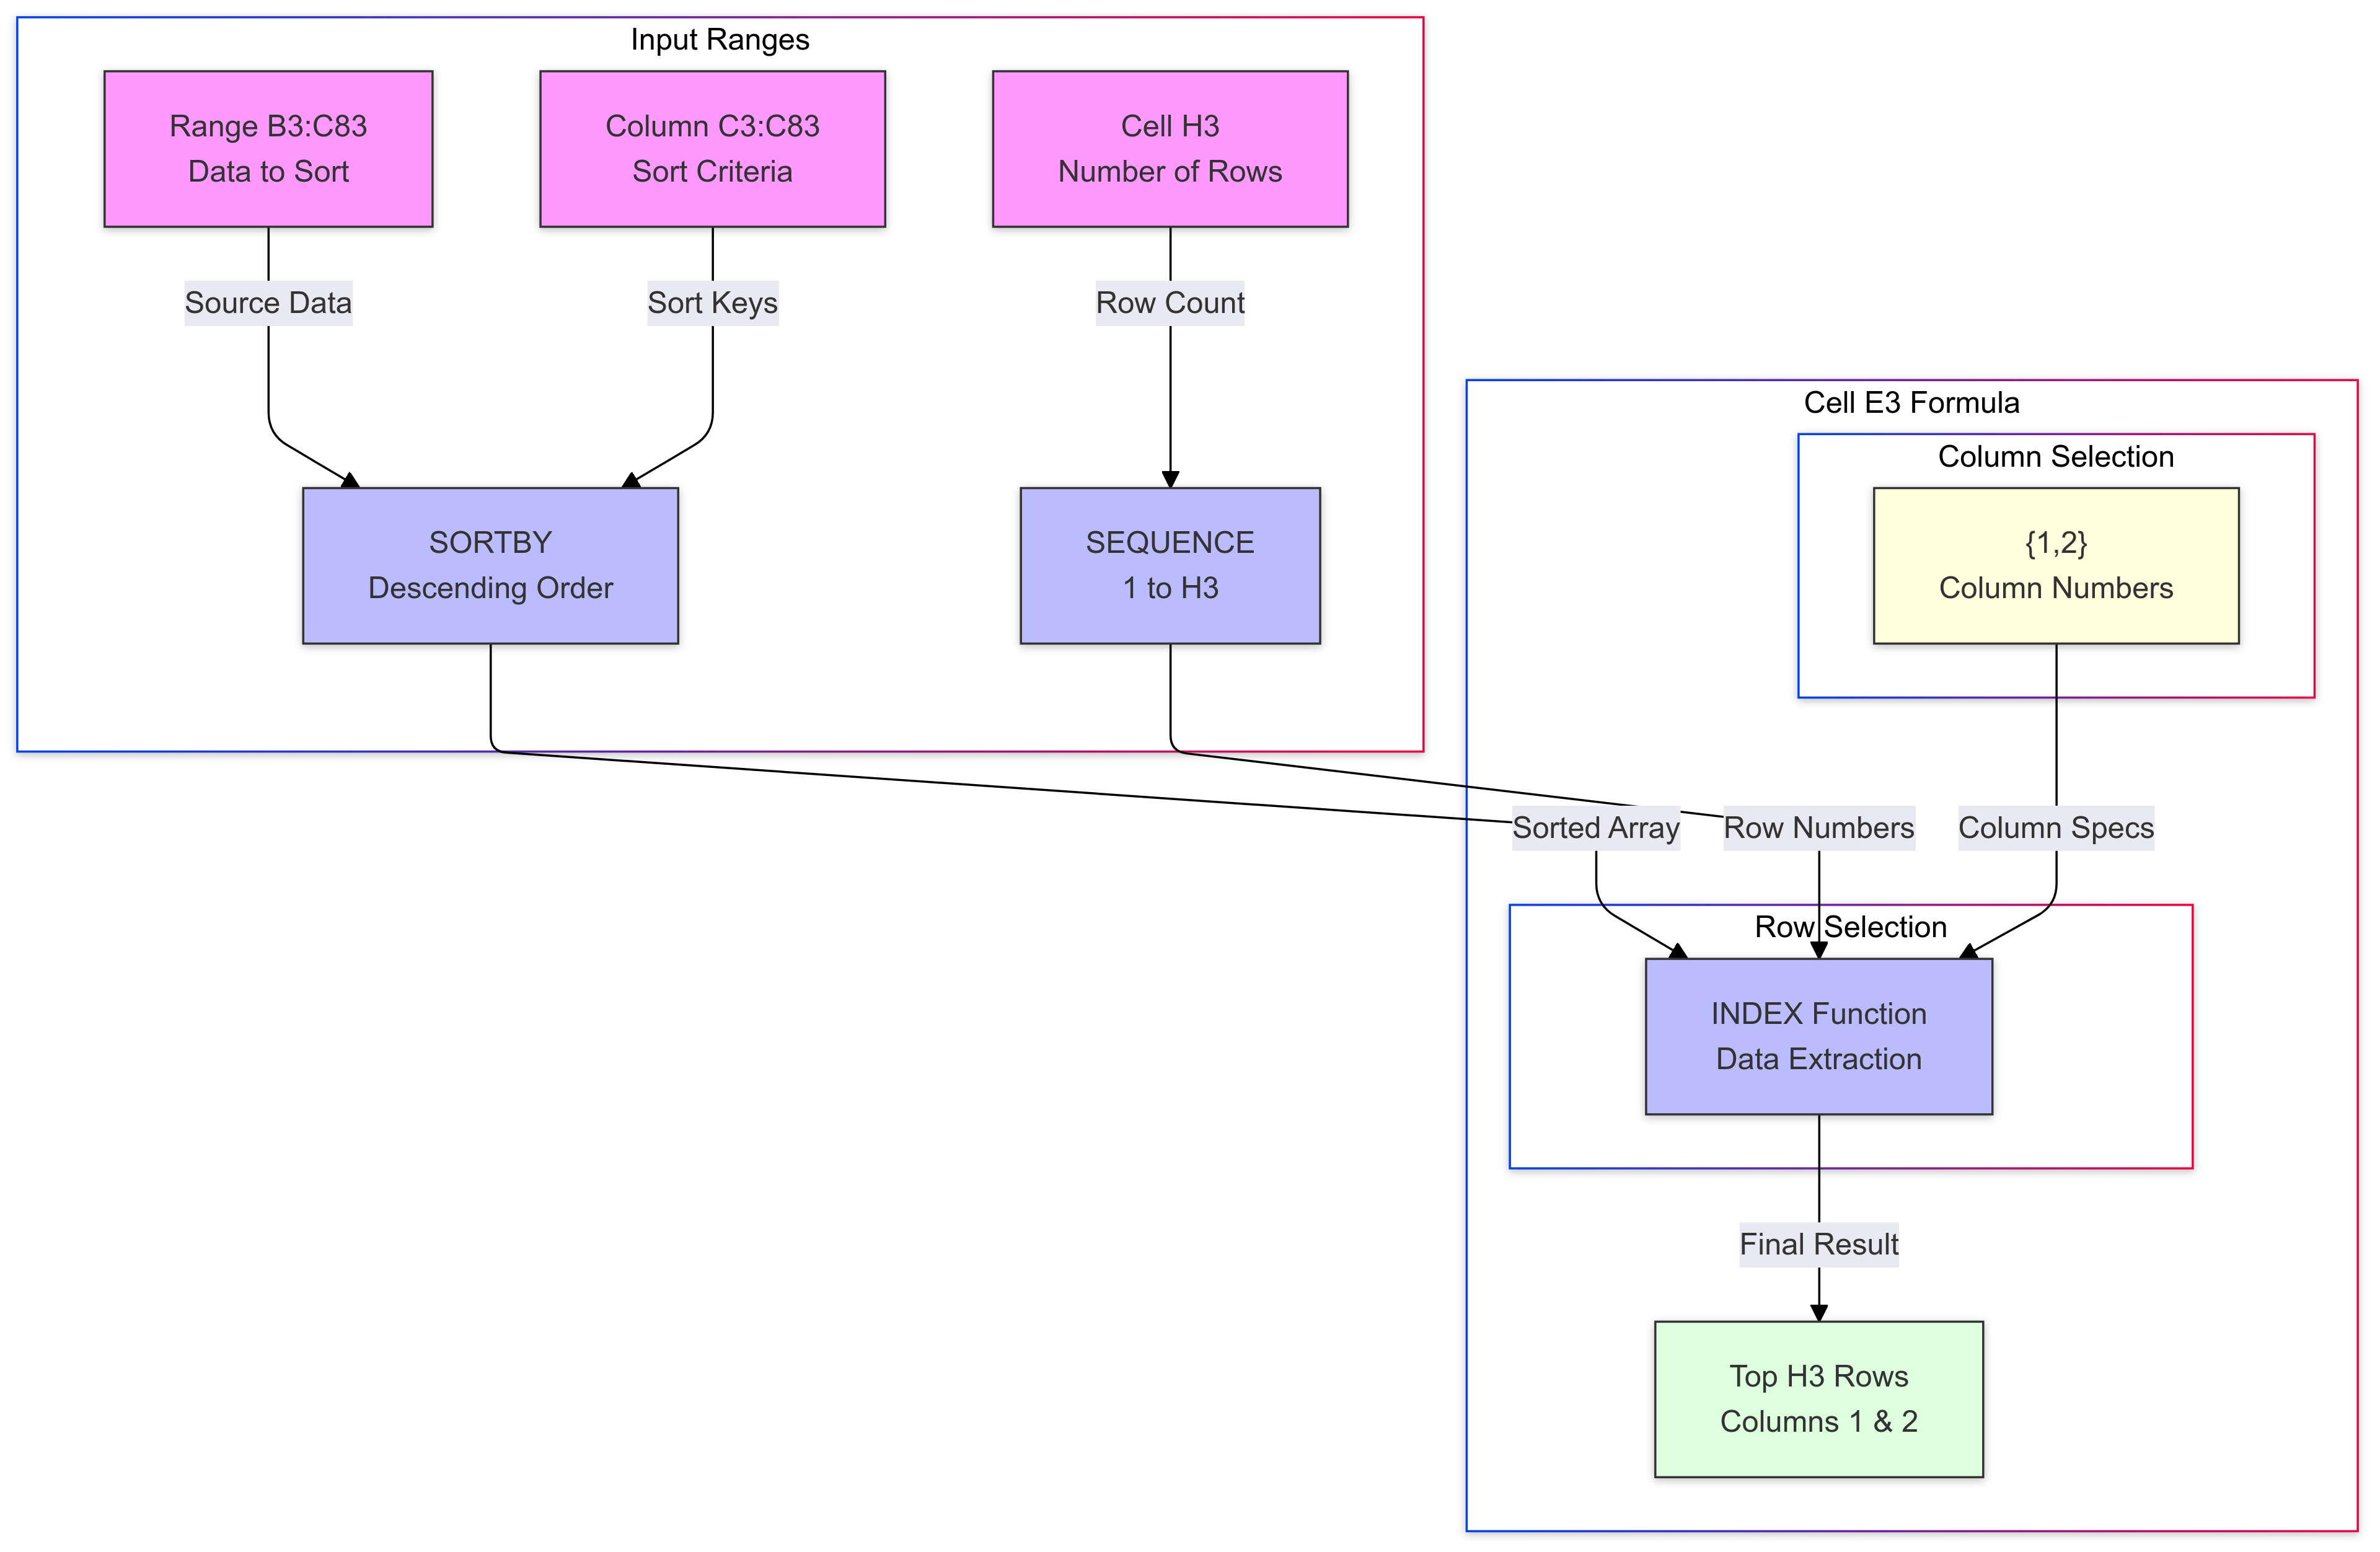 Input Ranges
Range B3:C83
Data to Sort
Column C3:C83
Sort Criteria
Cell H3
Number of Rows
Source Data
Sort Keys
Row Count
SORTBY
Descending Order
SEQUENCE
1 to H3
Cell E3 Formula
Column Selection
{1,2}
Column Numbers
Sorted Array
Row Numbers
Column Specs
Row Selection
INDEX Function
Data Extraction
Final Result
Top H3 Rows
Columns 1 & 2